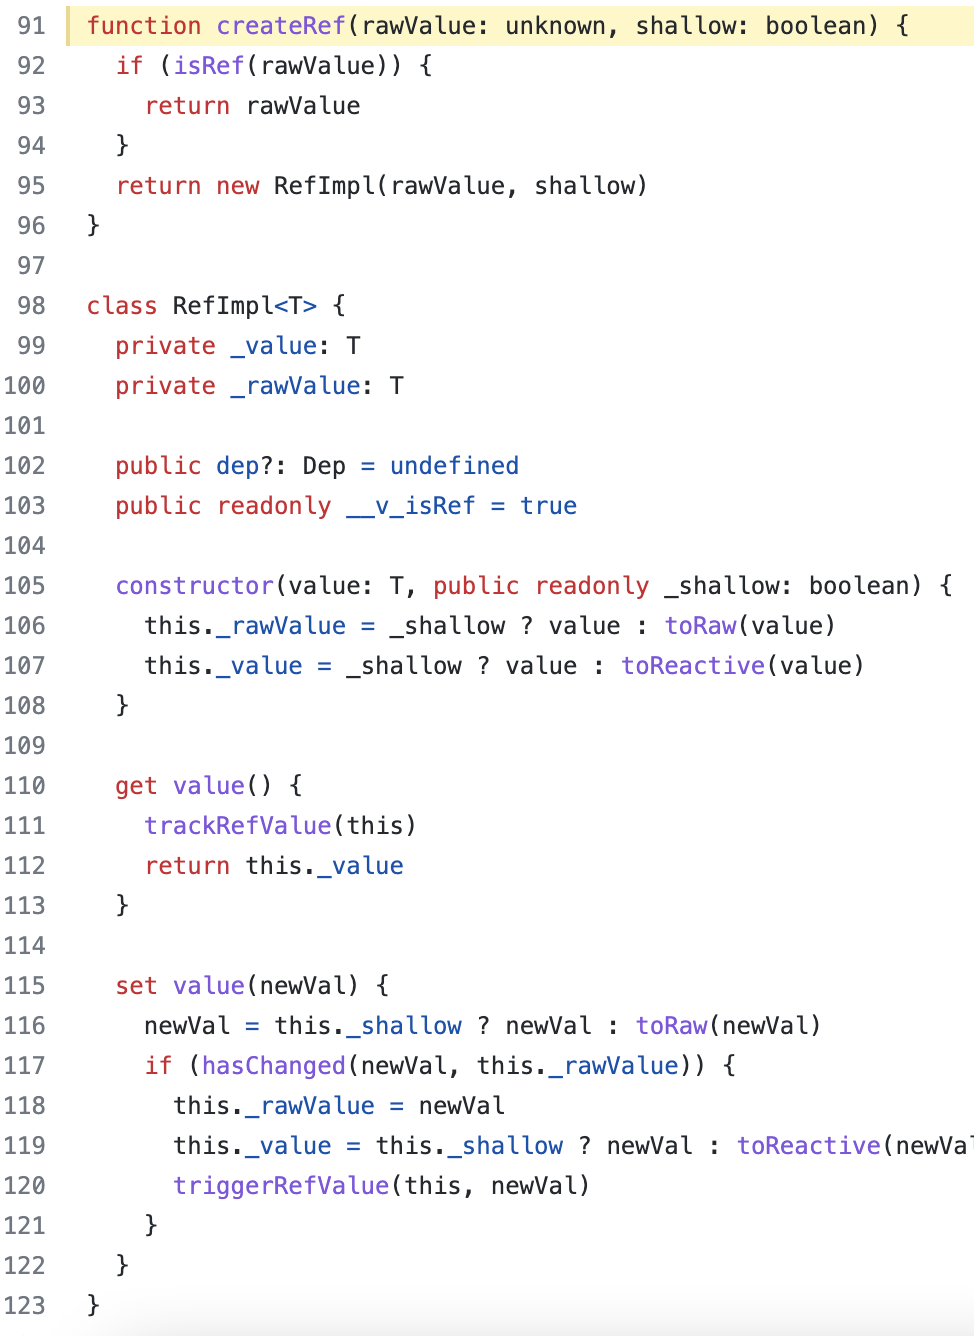 91 function createRef(rawValue: unknown, shallow: boolean) {
92 if (isRef(rawValue)) {
93 return rawValue
94 }
95 return new RefImpl(rawValue, shallow)
96 }
97
98 class RefImpl<T> {
99 private _value: T
100 private _rawValue: T
101
102 public dep?: Dep = undefined
103 public readonly __v_isRef = true
104
105 constructor(value: T, public readonly _shallow: boolean) {
106 this._rawValue = _shallow ? value : toRaw(value)
107 this._value = _shallow ? value : toReactive(value)
108 }
109
110 get value() {
111 trackRefValue(this)
112 return this._value
113 }
114
115 set value(newVal) {
116 newVal = this._shallow ? newVal : toRaw(newVal)
117 if (hasChanged(newVal, this._rawValue)) {
118 this._rawValue = newVal
119 this._value = this._shallow ? newVal : toReactive(newVal
120 triggerRefValue(this, newVal)
121 }
122 }
123 }